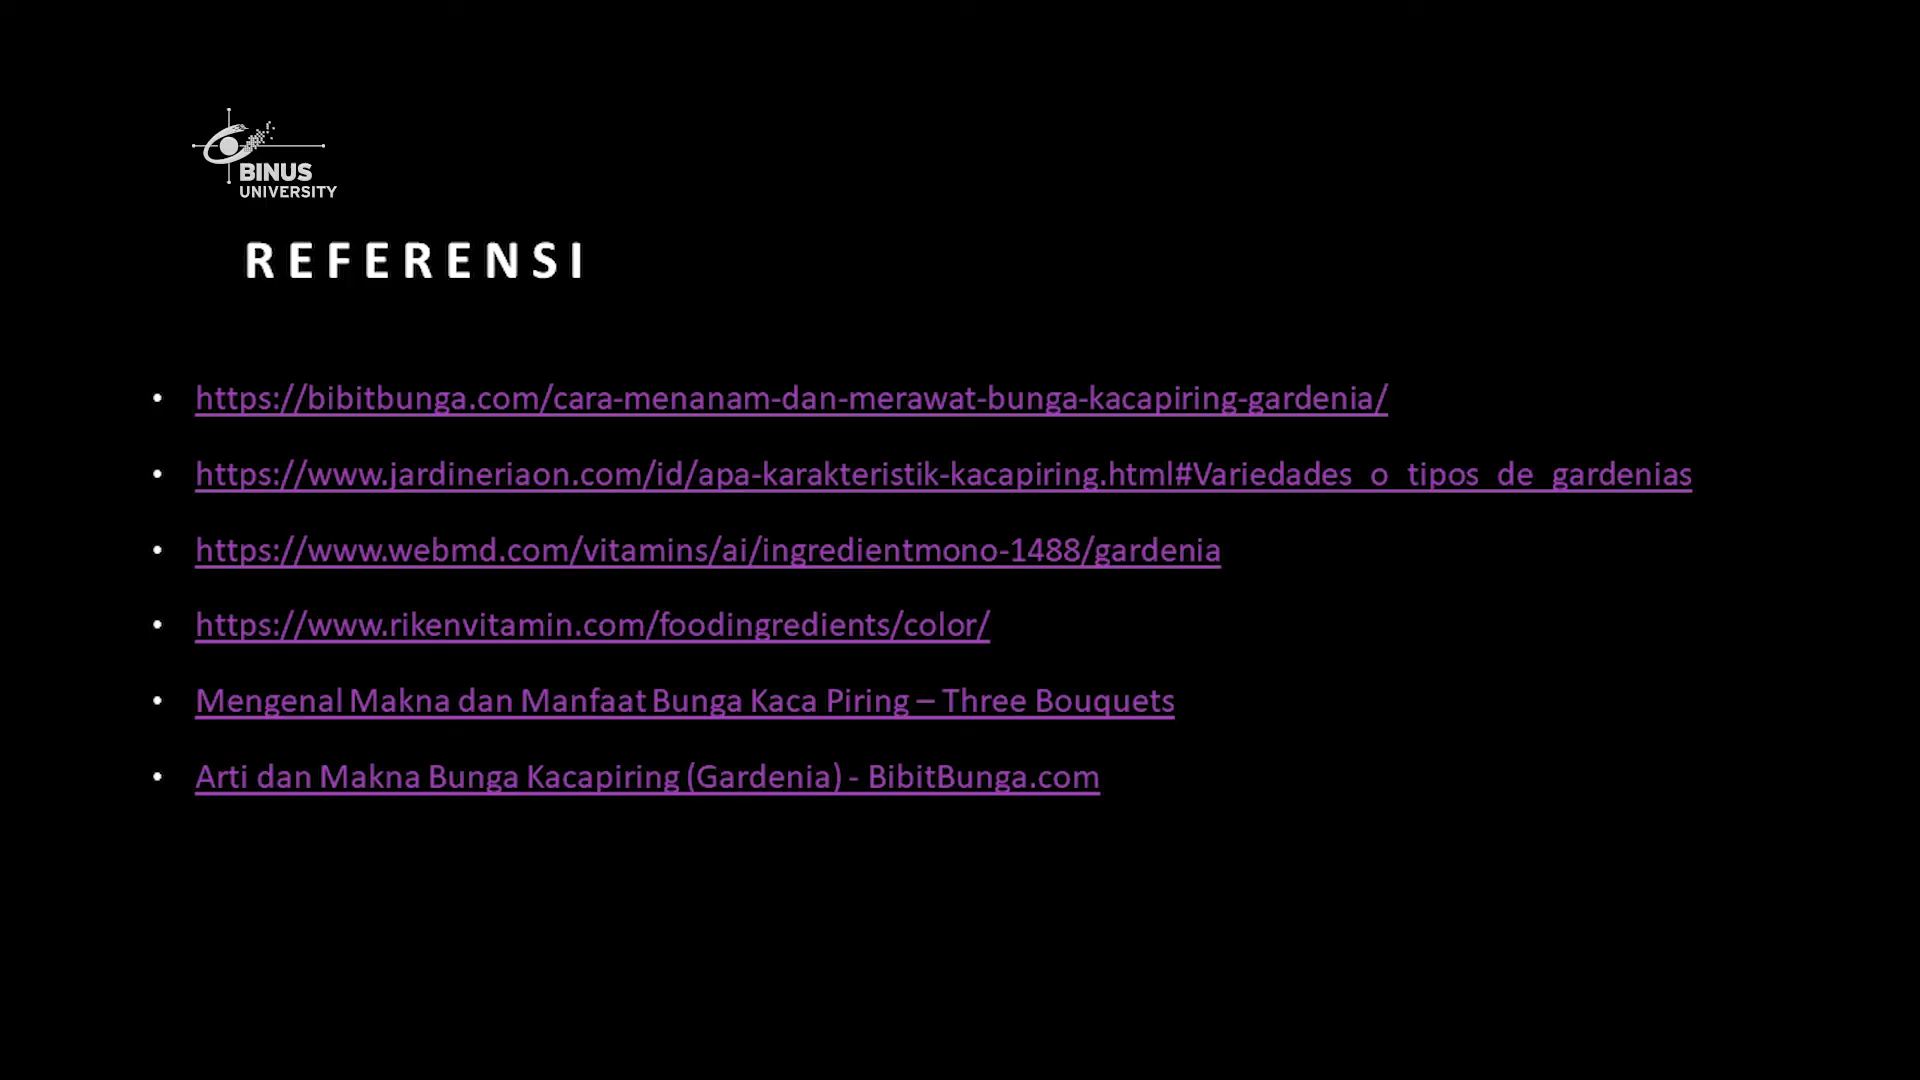 BINUS
UNIVERSITY
REFERENSI
• https://bibitbunga.com/cara-menanam-dan-merawat-bunga-kacapiring-gardenia/
• https://www.jardineriaon.com/id/apa-karakteristik-kacapiring.html#Variedades_o_tipos_de_gardenias
• https://www.webmd.com/vitamins/ai/ingredientmono-1488/gardenia
• https://www.rikenvitamin.com/foodingredients/color/
• Mengenal Makna dan Manfaat Bunga Kaca Piring – Three Bouquets
• Arti dan Makna Bunga Kacapiring (Gardenia) - BibitBunga.com